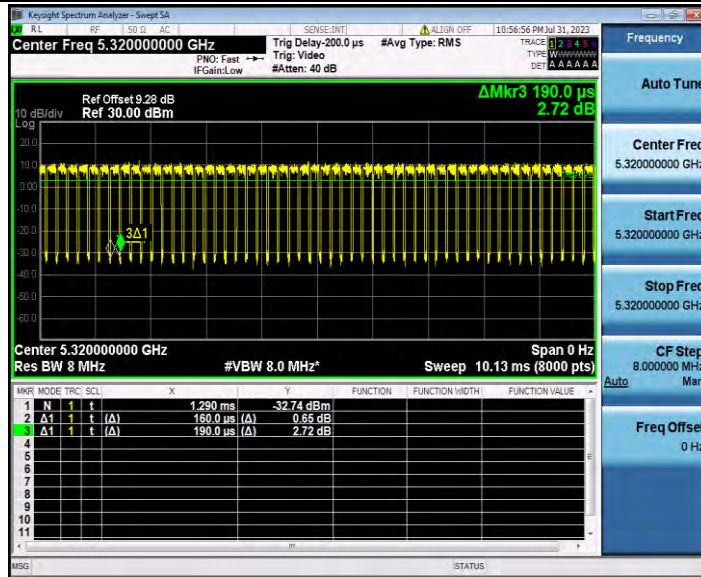 Keysight Spectrum Analyzer - Swept SA
RL RF 50 Ω AC SENSE:INT ALIGN OFF 10:56:56 PM Jul 31, 2023
Center Freq 5.320000000 GHz Trig Delay-200.0 µs #Avg Type: RMS TRACE 1 2 3 4 5 6
PNO: Fast Trig: Video TYPE W
IFGain:Low #Atten: 40 dB DET A A A A A A
Frequency
Auto Tune
ΔMkr3 190.0 µs
Ref Offset 9.28 dB
10 dB/div Ref 30.00 dBm 2.72 dB
Log
20.0
10.0
0.00
-10.0
-20.0
-30.0
-40.0
-50.0
-60.0
3Δ1
Center 5.320000000 GHz Span 0 Hz
Res BW 8 MHz #VBW 8.0 MHz* Sweep 10.13 ms (8000 pts)
MKR MODE TRC SCL X Y FUNCTION FUNCTION WIDTH FUNCTION VALUE
1 N 1 t 1.290 ms -32.74 dBm
2 Δ1 1 t (Δ) 160.0 µs (Δ) 0.65 dB
3 Δ1 1 t (Δ) 190.0 µs (Δ) 2.72 dB
4
5
6
7
8
9
10
11
MSG STATUS
Center Freq
5.320000000 GHz
Start Freq
5.320000000 GHz
Stop Freq
5.320000000 GHz
CF Step
8.000000 MHz
Auto Man
Freq Offset
0 Hz